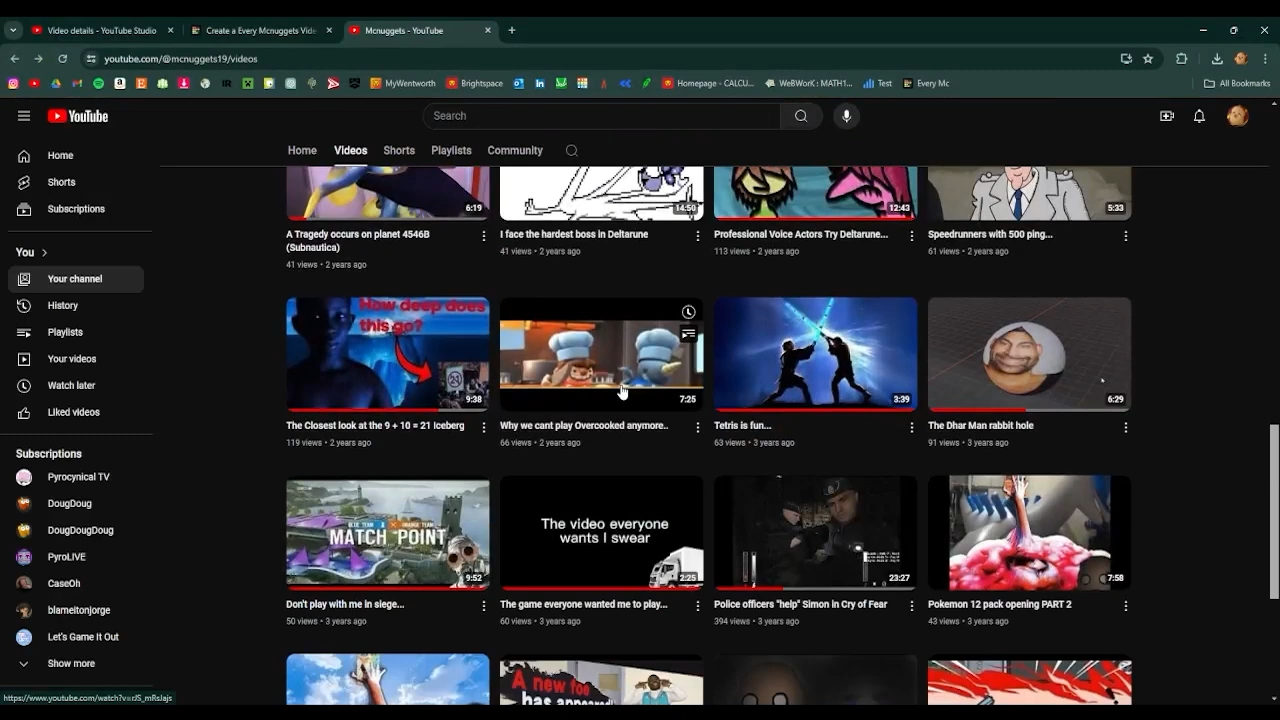 Video details - YouTube Studio
Create a Every Mcnuggets Vide
Mcnuggets - YouTube
youtube.com/@mcnuggets19/videos
MyWentworth
Brightspace
Homepage - CALCU...
WeBWorK : MATH1...
Test
Every Mc
All Bookmarks
YouTube
Search
Home
Videos
Shorts
Playlists
Community
Home
Shorts
Subscriptions
You
Your channel
History
Playlists
Your videos
Watch later
Liked videos
Subscriptions
Pyrocynical TV
DougDoug
DougDougDoug
PyroLIVE
CaseOh
blameitonjorge
Let's Game It Out
Show more
https://www.youtube.com/watch?v=rJS_mRsJajs
6:19
14:50
12:43
5:33
A Tragedy occurs on planet 4546B
(Subnautica)
41 views • 2 years ago
I face the hardest boss in Deltarune
41 views • 2 years ago
Professional Voice Actors Try Deltarune...
113 views • 2 years ago
Speedrunners with 500 ping...
61 views • 2 years ago
How deep does
this go?
21
9:38
7:25
3:39
6:29
The Closest look at the 9 + 10 = 21 Iceberg
119 views • 2 years ago
Why we cant play Overcooked anymore..
66 views • 2 years ago
Tetris is fun...
63 views • 3 years ago
The Dhar Man rabbit hole
91 views • 3 years ago
BLUE TEAM
ORANGE TEAM
MATCH POINT
9:52
The video everyone
wants I swear
2:25
23:27
7:58
Don't play with me in siege...
50 views • 3 years ago
The game everyone wanted me to play...
60 views • 3 years ago
Police officers "help" Simon in Cry of Fear
394 views • 3 years ago
Pokemon 12 pack opening PART 2
43 views • 3 years ago
A new foe
has appeared!